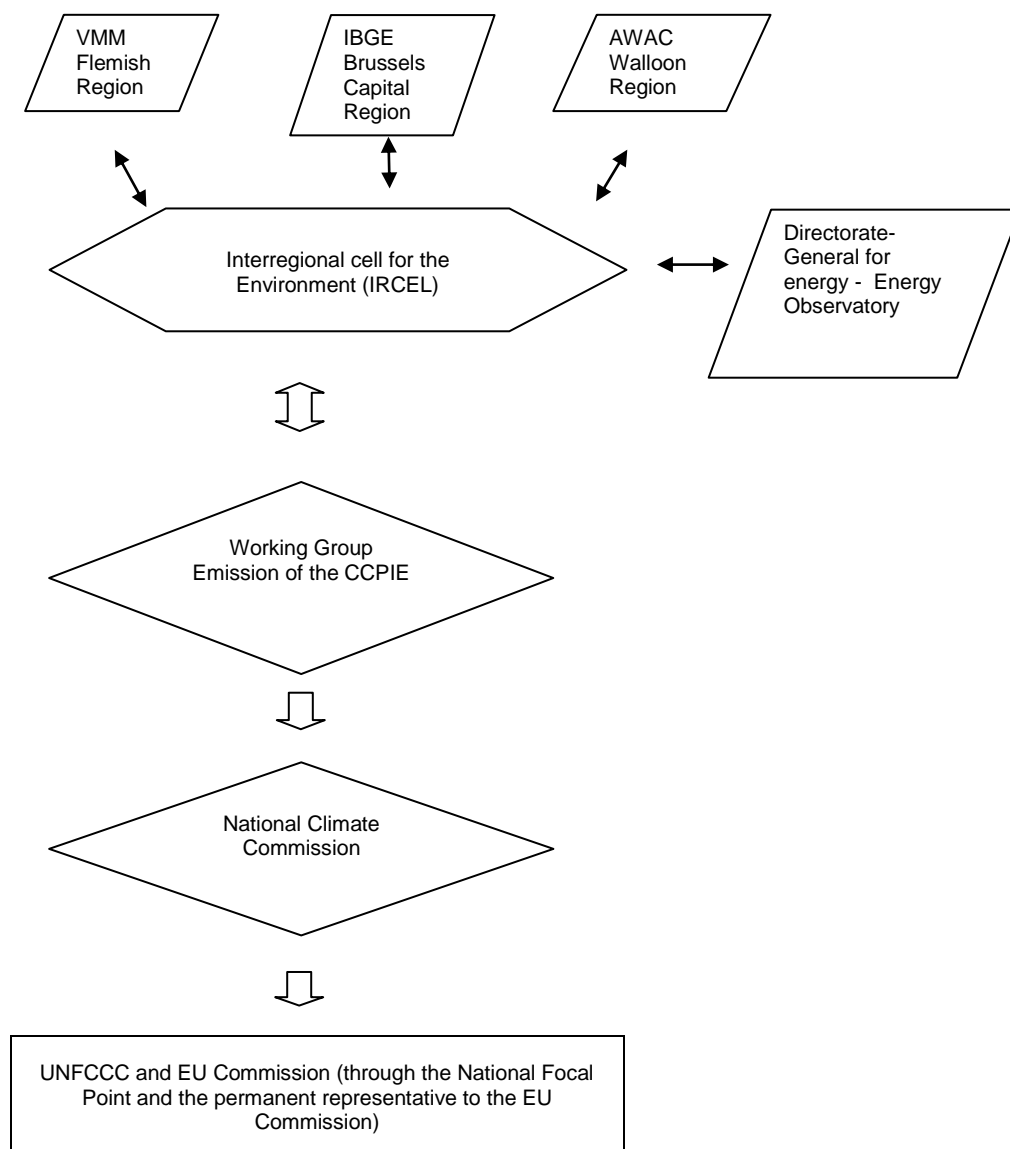 VMM
Flemish
Region
IBGE
Brussels
Capital
Region
AWAC
Walloon
Region
Interregional cell for the
Environment (IRCEL)
Directorate-
General for
energy - Energy
Observatory
Working Group
Emission of the CCPIE
National Climate
Commission
UNFCCC and EU Commission (through the National Focal
Point and the permanent representative to the EU
Commission)